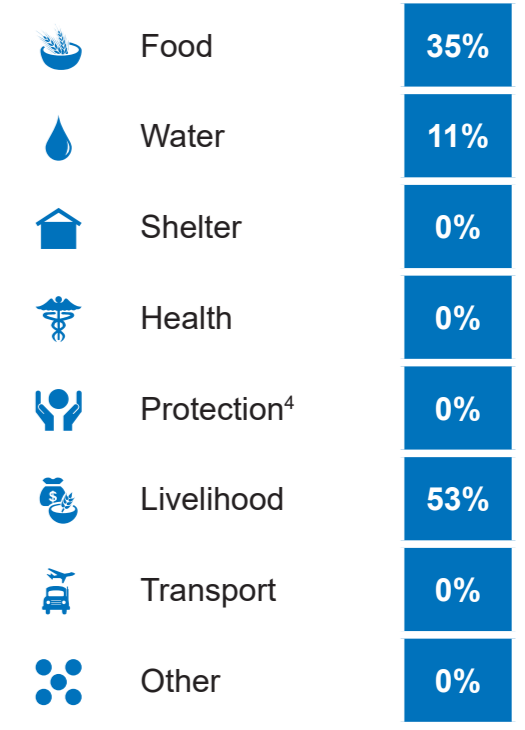 Food 35%
Water 11%
Shelter 0%
Health 0%
Protection⁴ 0%
$ Livelihood 53%
Transport 0%
Other 0%